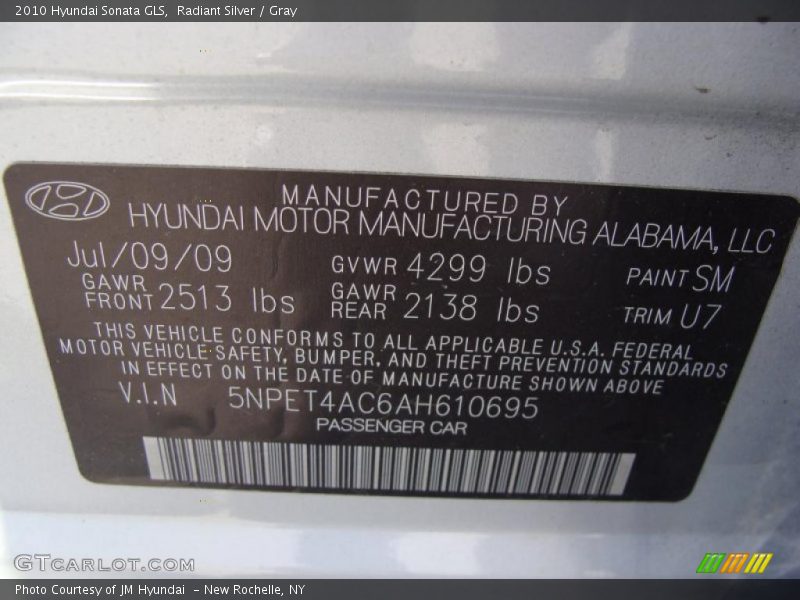 2010 Hyundai Sonata GLS, Radiant Silver / Gray
MANUFACTURED BY
HYUNDAI MOTOR MANUFACTURING ALABAMA, LLC
Jul/09/09 GVWR 4299 lbs PAINT SM
GAWR FRONT 2513 lbs GAWR REAR 2138 lbs TRIM U7
THIS VEHICLE CONFORMS TO ALL APPLICABLE U.S.A. FEDERAL
MOTOR VEHICLE SAFETY, BUMPER, AND THEFT PREVENTION STANDARDS
IN EFFECT ON THE DATE OF MANUFACTURE SHOWN ABOVE
V.I.N 5NPET4AC6AH610695
PASSENGER CAR
GTCARLOT.COM
Photo Courtesy of JM Hyundai - New Rochelle, NY